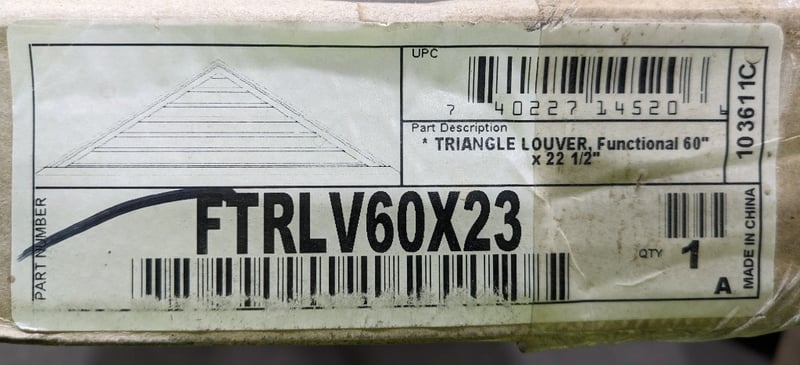 UPC
7 40227 14520
Part Description
* TRIANGLE LOUVER, Functional 60"
x 22 1/2"
PART NUMBER
FTRLV60X23
QTY 1
A
MADE IN CHINA
103611C